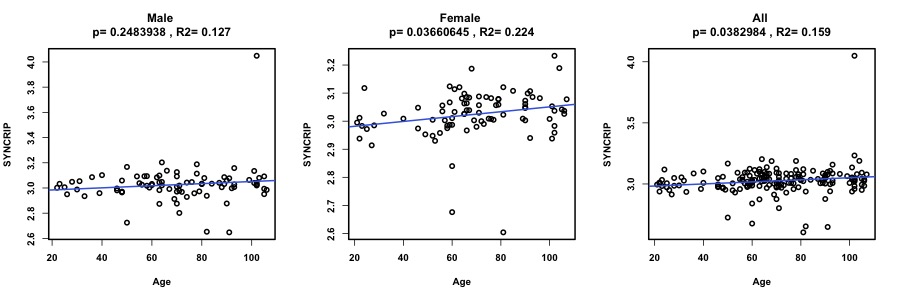 Male
p= 0.2483938 , R2= 0.127
SYNCRIP
4.0
3.8
3.6
3.4
3.2
3.0
2.8
2.6
20 40 60 80 100
Age
Female
p= 0.03660645 , R2= 0.224
SYNCRIP
3.2
3.1
3.0
2.9
2.8
2.7
2.6
20 40 60 80 100
Age
All
p= 0.0382984 , R2= 0.159
SYNCRIP
4.0
3.5
3.0
20 40 60 80 100
Age